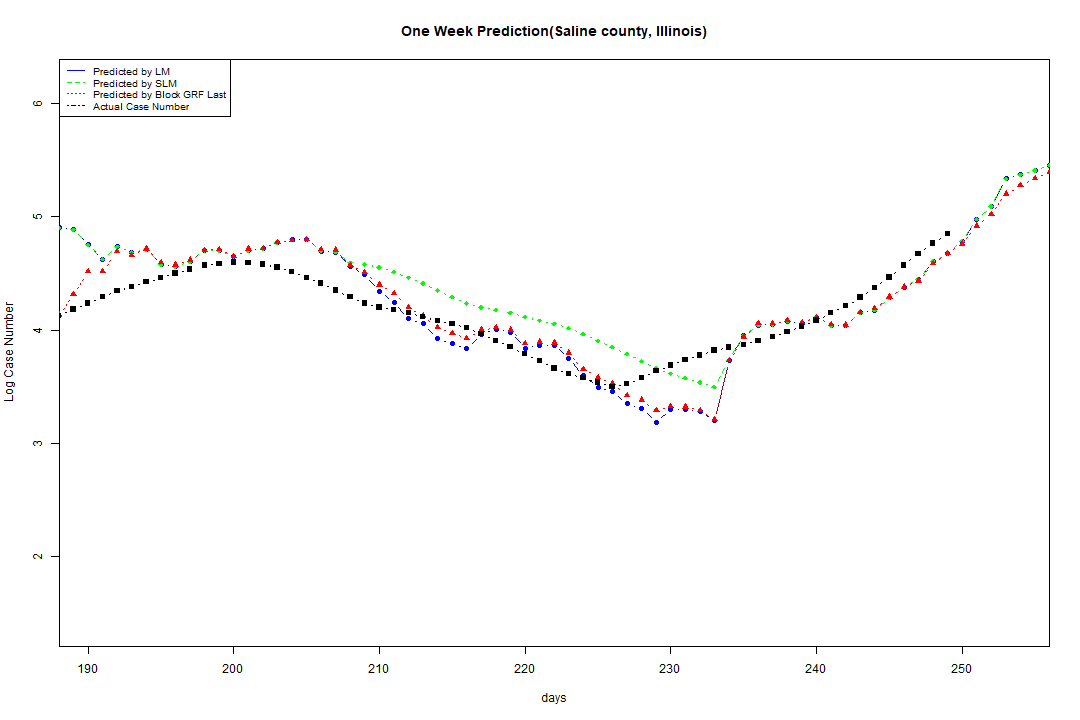 One Week Prediction(Saline county, Illinois)
Predicted by LM
Predicted by SLM
Predicted by Block GRF Last
Actual Case Number
Log Case Number
6
5
4
3
2
190 200 210 220 230 240 250
days